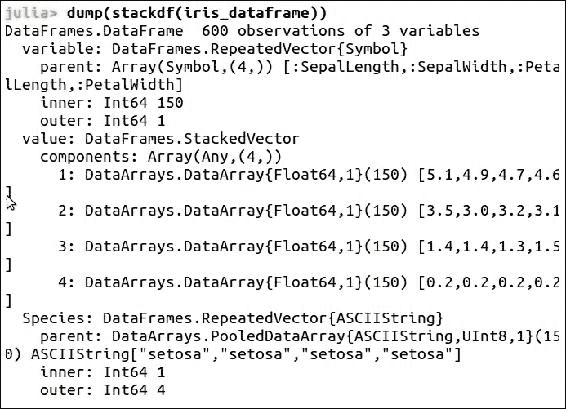 julia> dump(stackdf(iris_dataframe))
DataFrames.DataFrame  600 observations of 3 variables
  variable: DataFrames.RepeatedVector{Symbol}
    parent: Array(Symbol,(4,)) [:SepalLength,:SepalWidth,:Peta
lLength,:PetalWidth]
    inner: Int64 150
    outer: Int64 1
  value: DataFrames.StackedVector
    components: Array(Any,(4,))
      1: DataArrays.DataArray{Float64,1}(150) [5.1,4.9,4.7,4.6
]
      2: DataArrays.DataArray{Float64,1}(150) [3.5,3.0,3.2,3.1
]
      3: DataArrays.DataArray{Float64,1}(150) [1.4,1.4,1.3,1.5
]
      4: DataArrays.DataArray{Float64,1}(150) [0.2,0.2,0.2,0.2
]
  Species: DataFrames.RepeatedVector{ASCIIString}
    parent: DataArrays.PooledDataArray{ASCIIString,UInt8,1}(15
0) ASCIIString["setosa","setosa","setosa","setosa"]
    inner: Int64 1
    outer: Int64 4